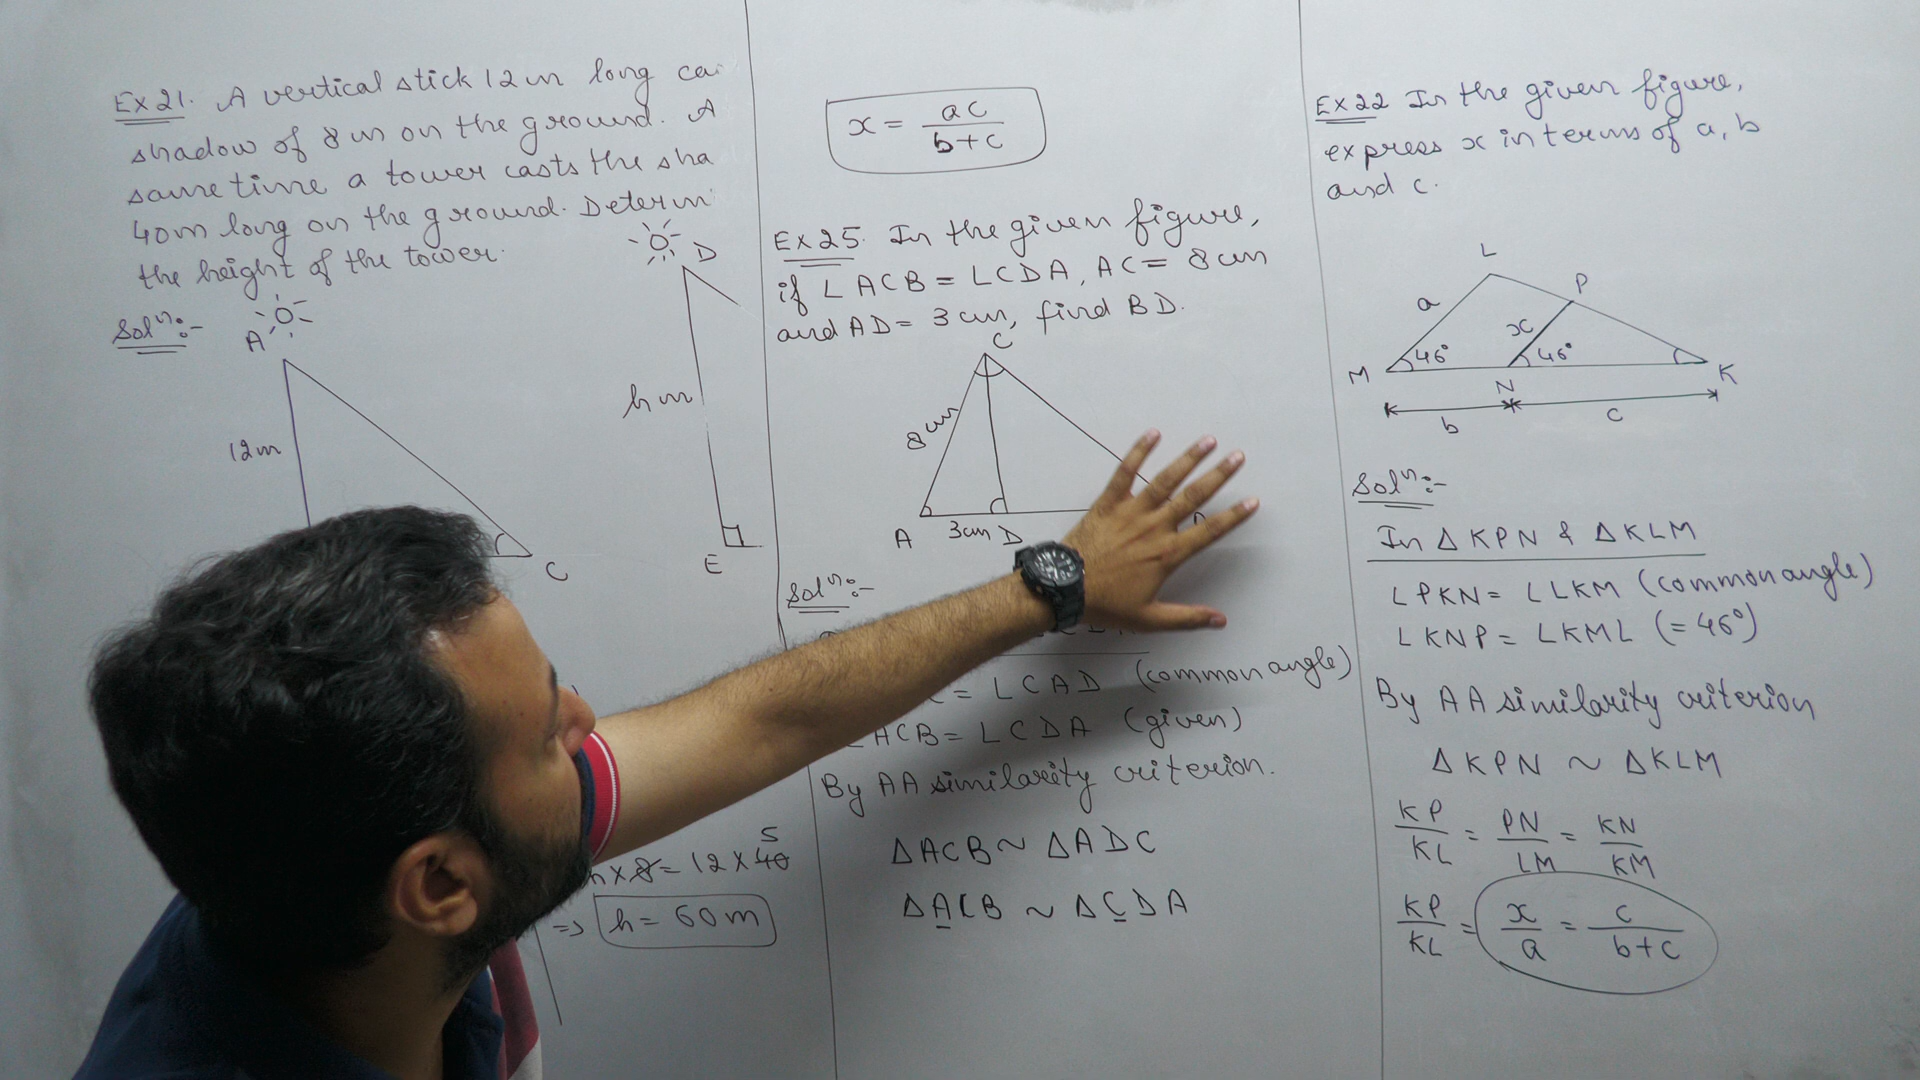 Ex 21. A vertical stick 12 m long ca
shadow of 8 m on the ground. A
same time a tower casts the sha
40m long on the ground. Determ
the height of the tower.
Solⁿ:-
A
12m
C
D
h m
E
h × 8 = 12 × 40
5
=> h = 60 m
x = ac / b+c
Ex 25. In the given figure,
if ∠ACB = ∠CDA, AC = 8 cm
and AD = 3 cm, find BD.
C
8 cm
A 3cm D
Solⁿ:-
= ∠CAD (common angle)
∠ACB = ∠CDA (given)
By AA similarity criterion.
ΔACB ~ ΔADC
ΔACB ~ ΔCDA
Ex 22 In the given figure,
express x in terms of a, b
and c.
L
P
a
x
46° 46°
M N K
b c
Solⁿ:-
In ΔKPN & ΔKLM
∠PKN = ∠LKM (common angle)
∠KNP = ∠KML (= 46°)
By AA similarity criterion
ΔKPN ~ ΔKLM
KP/KL = PN/LM = KN/KM
KP/KL = x/a = c/b+c